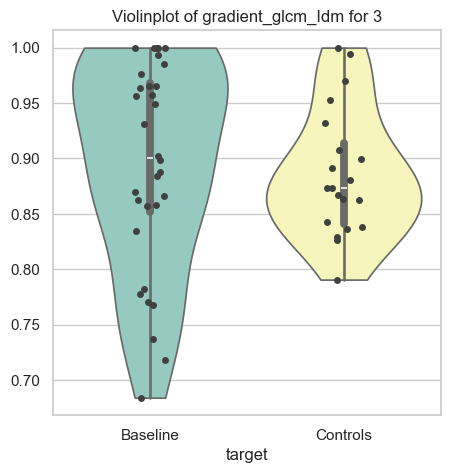 Violinplot of gradient_glcm_Idm for 3
1.00
0.95
0.90
0.85
0.80
0.75
0.70
Baseline
Controls
target